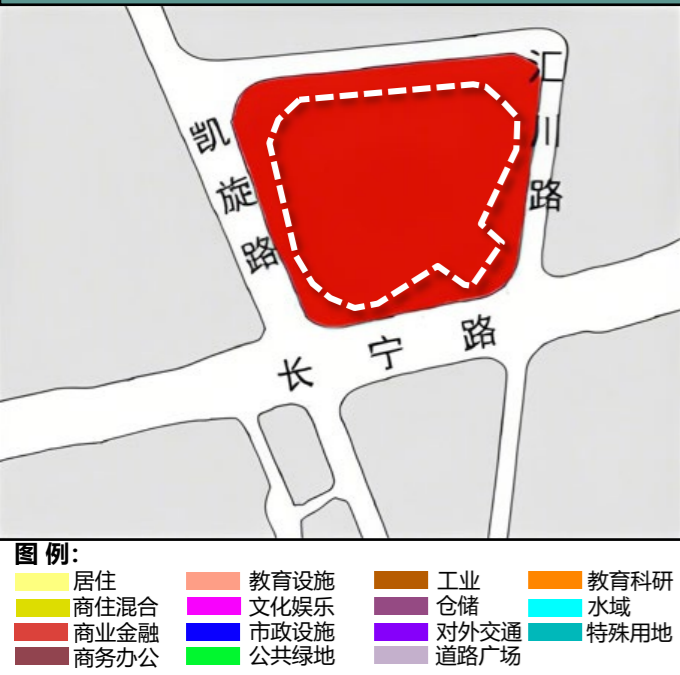 凯旋路
汇川路
长宁路
图例:
居住 教育设施 工业 教育科研
商住混合 文化娱乐 仓储 水域
商业金融 市政设施 对外交通 特殊用地
商务办公 公共绿地 道路广场